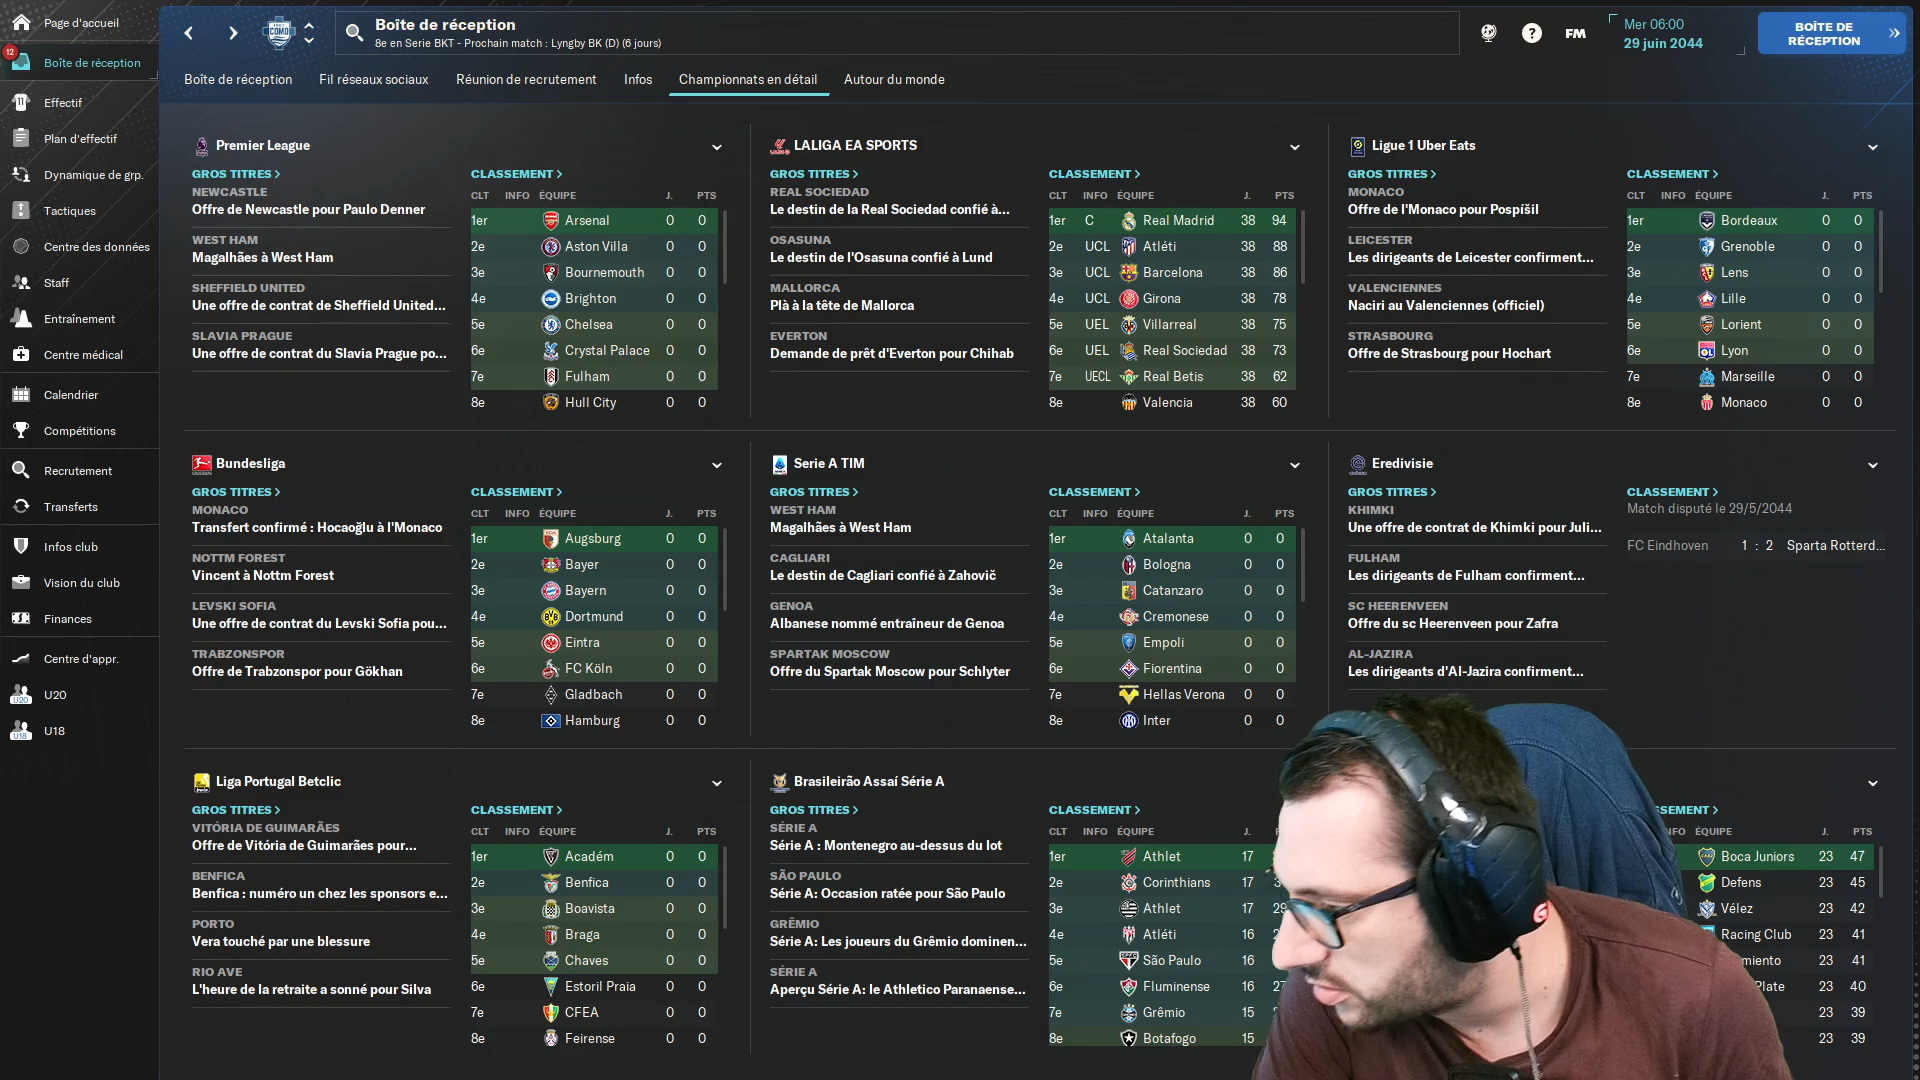 Page d'accueil
12
Boîte de réception
Effectif
Plan d'effectif
Dynamique de grp.
Tactiques
Centre des données
Staff
Entraînement
Centre médical
Calendrier
Compétitions
Recrutement
Transferts
Infos club
Vision du club
Finances
Centre d'appr.
U20
U18
COMO
Boîte de réception
8e en Serie BKT - Prochain match : Lyngby BK (D) (6 jours)
FM
Mer 06:00
29 juin 2044
BOÎTE DE RÉCEPTION
Boîte de réception Fil réseaux sociaux Réunion de recrutement Infos Championnats en détail Autour du monde
Premier League
GROS TITRES >
NEWCASTLE
Offre de Newcastle pour Paulo Denner
WEST HAM
Magalhães à West Ham
SHEFFIELD UNITED
Une offre de contrat de Sheffield United...
SLAVIA PRAGUE
Une offre de contrat du Slavia Prague po...
CLASSEMENT >
CLT INFO ÉQUIPE J. PTS
1er Arsenal 0 0
2e Aston Villa 0 0
3e Bournemouth 0 0
4e Brighton 0 0
5e Chelsea 0 0
6e Crystal Palace 0 0
7e Fulham 0 0
8e Hull City 0 0
LALIGA EA SPORTS
GROS TITRES >
REAL SOCIEDAD
Le destin de la Real Sociedad confié à...
OSASUNA
Le destin de l'Osasuna confié à Lund
MALLORCA
Plà à la tête de Mallorca
EVERTON
Demande de prêt d'Everton pour Chihab
CLASSEMENT >
CLT INFO ÉQUIPE J. PTS
1er C Real Madrid 38 94
2e UCL Atléti 38 88
3e UCL Barcelona 38 86
4e UCL Girona 38 78
5e UEL Villarreal 38 75
6e UEL Real Sociedad 38 73
7e UECL Real Betis 38 62
8e Valencia 38 60
Ligue 1 Uber Eats
GROS TITRES >
MONACO
Offre de l'Monaco pour Pospíšil
LEICESTER
Les dirigeants de Leicester confirment...
VALENCIENNES
Naciri au Valenciennes (officiel)
STRASBOURG
Offre de Strasbourg pour Hochart
CLASSEMENT >
CLT INFO ÉQUIPE J. PTS
1er Bordeaux 0 0
2e Grenoble 0 0
3e Lens 0 0
4e Lille 0 0
5e Lorient 0 0
6e Lyon 0 0
7e Marseille 0 0
8e Monaco 0 0
Bundesliga
GROS TITRES >
MONACO
Transfert confirmé : Hocaoğlu à l'Monaco
NOTTM FOREST
Vincent à Nottm Forest
LEVSKI SOFIA
Une offre de contrat du Levski Sofia pou...
TRABZONSPOR
Offre de Trabzonspor pour Gökhan
CLASSEMENT >
CLT INFO ÉQUIPE J. PTS
1er Augsburg 0 0
2e Bayer 0 0
3e Bayern 0 0
4e Dortmund 0 0
5e Eintra 0 0
6e FC Köln 0 0
7e Gladbach 0 0
8e Hamburg 0 0
Serie A TIM
GROS TITRES >
WEST HAM
Magalhães à West Ham
CAGLIARI
Le destin de Cagliari confié à Zahovič
GENOA
Albanese nommé entraîneur de Genoa
SPARTAK MOSCOW
Offre du Spartak Moscow pour Schlyter
CLASSEMENT >
CLT INFO ÉQUIPE J. PTS
1er Atalanta 0 0
2e Bologna 0 0
3e Catanzaro 0 0
4e Cremonese 0 0
5e Empoli 0 0
6e Fiorentina 0 0
7e Hellas Verona 0 0
8e Inter 0 0
Eredivisie
GROS TITRES >
KHIMKI
Une offre de contrat de Khimki pour Juli...
FULHAM
Les dirigeants de Fulham confirment...
SC HEERENVEEN
Offre du sc Heerenveen pour Zafra
AL-JAZIRA
Les dirigeants d'Al-Jazira confirment...
CLASSEMENT >
Match disputé le 29/5/2044
FC Eindhoven 1 : 2 Sparta Rotterd...
Liga Portugal Betclic
GROS TITRES >
VITÓRIA DE GUIMARÃES
Offre de Vitória de Guimarães pour...
BENFICA
Benfica : numéro un chez les sponsors e...
PORTO
Vera touché par une blessure
RIO AVE
L'heure de la retraite a sonné pour Silva
CLASSEMENT >
CLT INFO ÉQUIPE J. PTS
1er Académ 0 0
2e Benfica 0 0
3e Boavista 0 0
4e Braga 0 0
5e Chaves 0 0
6e Estoril Praia 0 0
7e CFEA 0 0
8e Feirense 0 0
Brasileirão Assaí Série A
GROS TITRES >
SÉRIE A
Série A : Montenegro au-dessus du lot
SÃO PAULO
Série A: Occasion ratée pour São Paulo
GRÊMIO
Série A: Les joueurs du Grêmio dominen...
SÉRIE A
Aperçu Série A: le Athletico Paranaense...
CLASSEMENT >
CLT INFO ÉQUIPE J.
1er Athlet 17
2e Corinthians 17
3e Athlet 17 29
4e Atléti 16
5e São Paulo 16
6e Fluminense 16 27
7e Grêmio 15
8e Botafogo 15
SSEMENT >
ÉQUIPE J. PTS
Boca Juniors 23 47
Defens 23 45
Vélez 23 42
Racing Club 23 41
miento 23 41
Plate 23 40
23 39
23 39